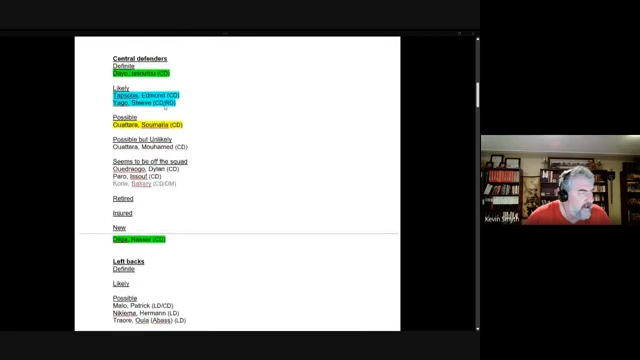 Central defenders
Definite
Dayo, Issoufou (CD)
Likely
Tapsoba, Edmond (CD)
Yago, Steeve (CD/RD)
Possible
Ouattara, Soumaila (CD)
Possible but Unlikely
Ouattara, Mouhamed (CD)
Seems to be off the squad
Ouedraogo, Dylan (CD)
Paro, Issouf (CD)
Kone, Bakary (CD/DM)
Retired
Injured
New
Djiga, Nasser (CD)
Left backs
Definite
Likely
Possible
Malo, Patrick (LD/CD)
Nikiema, Hermann (LD)
Traore, Oula (Abass) (LD)
Kevin Smyth